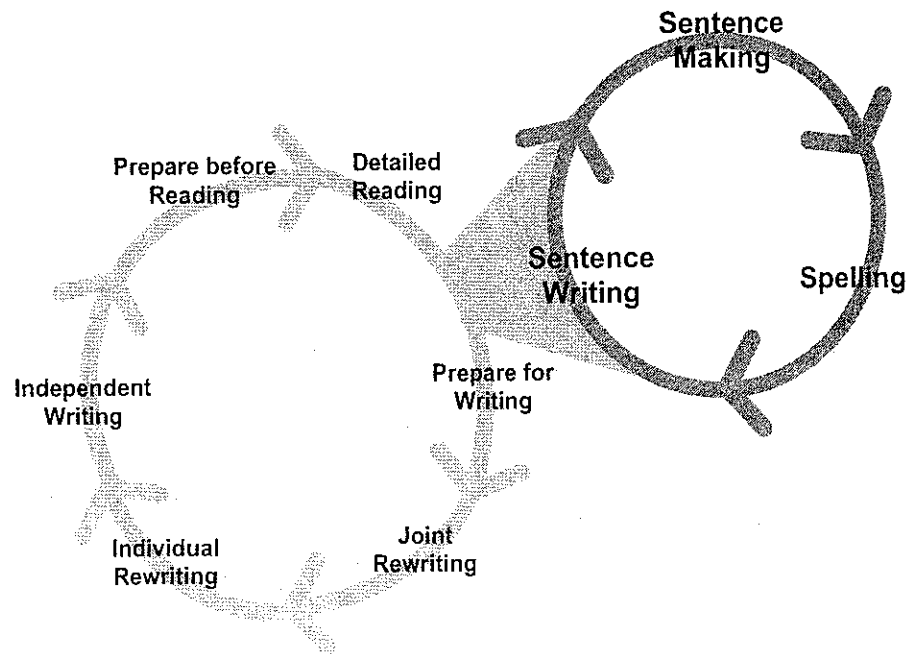 Sentence
Making
Prepare before
Reading
Detailed
Reading
Sentence
Writing
Spelling
Independent
Writing
Prepare for
Writing
Individual
Rewriting
Joint
Rewriting